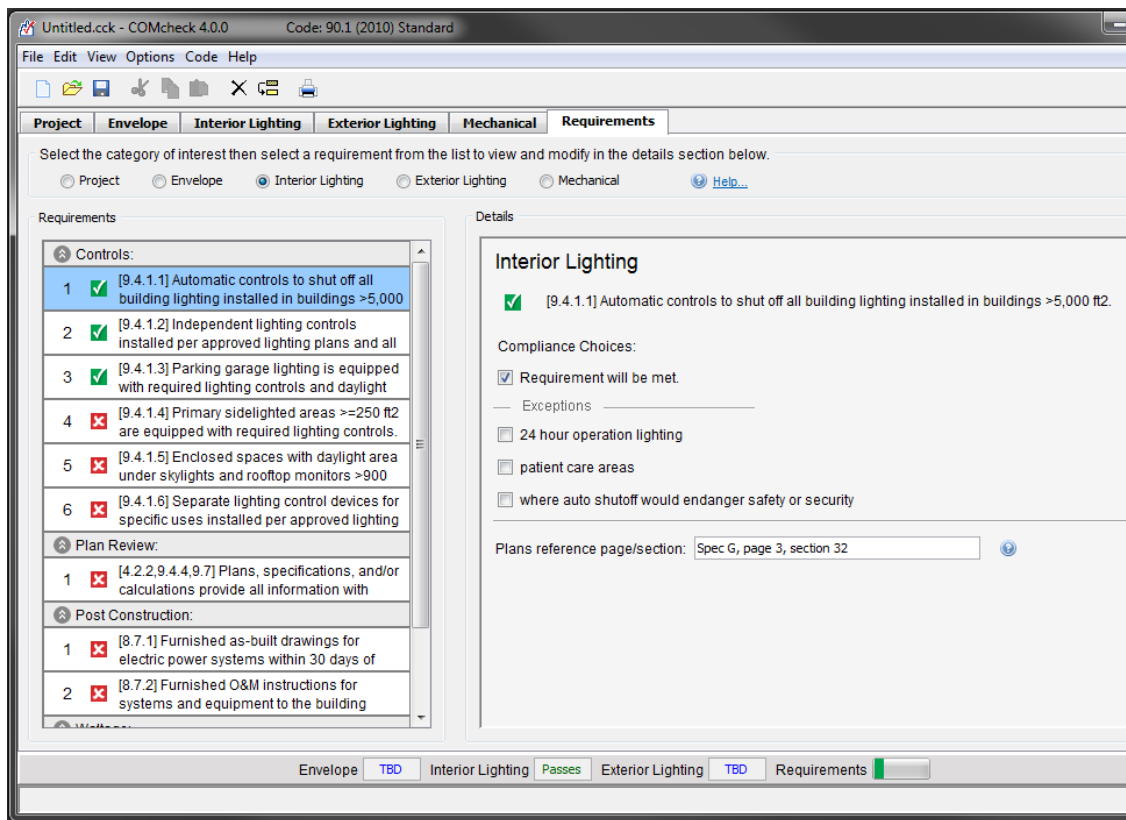 Untitled.cck - COMcheck 4.0.0 Code: 90.1 (2010) Standard
File Edit View Options Code Help
Project Envelope Interior Lighting Exterior Lighting Mechanical Requirements
Select the category of interest then select a requirement from the list to view and modify in the details section below.
Project Envelope Interior Lighting Exterior Lighting Mechanical Help...
Requirements
Controls:
1 [9.4.1.1] Automatic controls to shut off all
building lighting installed in buildings >5,000
2 [9.4.1.2] Independent lighting controls
installed per approved lighting plans and all
3 [9.4.1.3] Parking garage lighting is equipped
with required lighting controls and daylight
4 [9.4.1.4] Primary sidelighted areas >=250 ft2
are equipped with required lighting controls.
5 [9.4.1.5] Enclosed spaces with daylight area
under skylights and rooftop monitors >900
6 [9.4.1.6] Separate lighting control devices for
specific uses installed per approved lighting
Plan Review:
1 [4.2.2,9.4.4,9.7] Plans, specifications, and/or
calculations provide all information with
Post Construction:
1 [8.7.1] Furnished as-built drawings for
electric power systems within 30 days of
2 [8.7.2] Furnished O&M instructions for
systems and equipment to the building
Details
Interior Lighting
[9.4.1.1] Automatic controls to shut off all building lighting installed in buildings >5,000 ft2.
Compliance Choices:
Requirement will be met.
Exceptions
24 hour operation lighting
patient care areas
where auto shutoff would endanger safety or security
Plans reference page/section: Spec G, page 3, section 32
Envelope TBD Interior Lighting Passes Exterior Lighting TBD Requirements